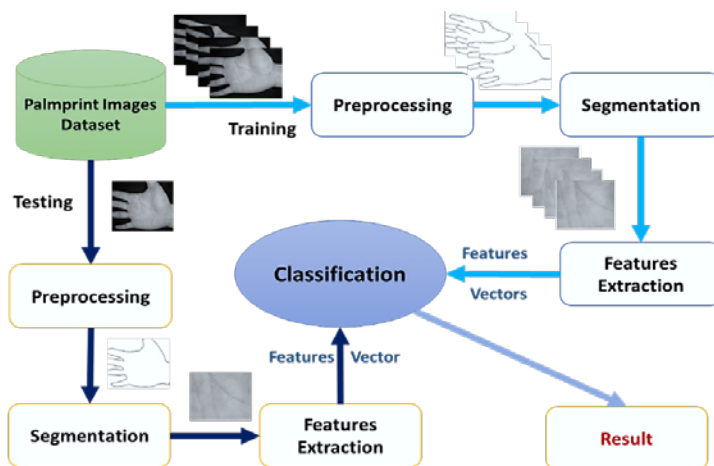 Palmprint Images
Dataset
Training
Preprocessing
Segmentation
Testing
Features
Vectors
Features
Extraction
Classification
Preprocessing
Features Vector
Segmentation
Features
Extraction
Result